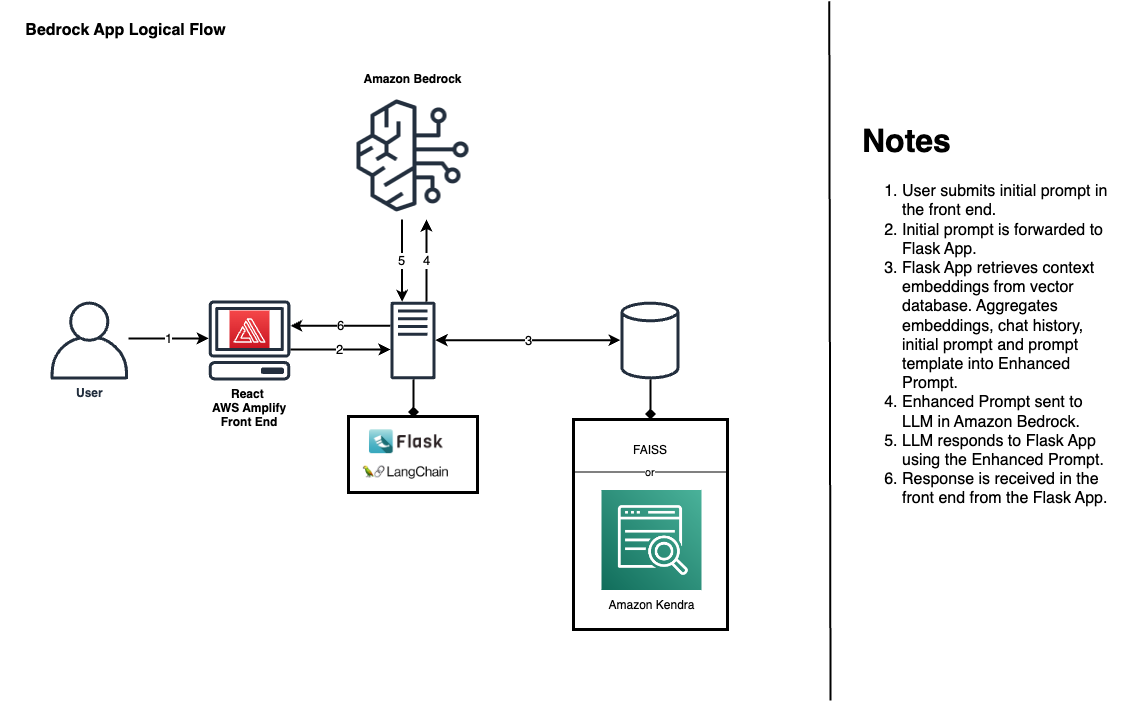 Bedrock App Logical Flow
Amazon Bedrock
5
4
1
6
2
3
User
React
AWS Amplify
Front End
Flask
LangChain
FAISS
or
Amazon Kendra
Notes
1. User submits initial prompt in
the front end.
2. Initial prompt is forwarded to
Flask App.
3. Flask App retrieves context
embeddings from vector
database. Aggregates
embeddings, chat history,
initial prompt and prompt
template into Enhanced
Prompt.
4. Enhanced Prompt sent to
LLM in Amazon Bedrock.
5. LLM responds to Flask App
using the Enhanced Prompt.
6. Response is received in the
front end from the Flask App.